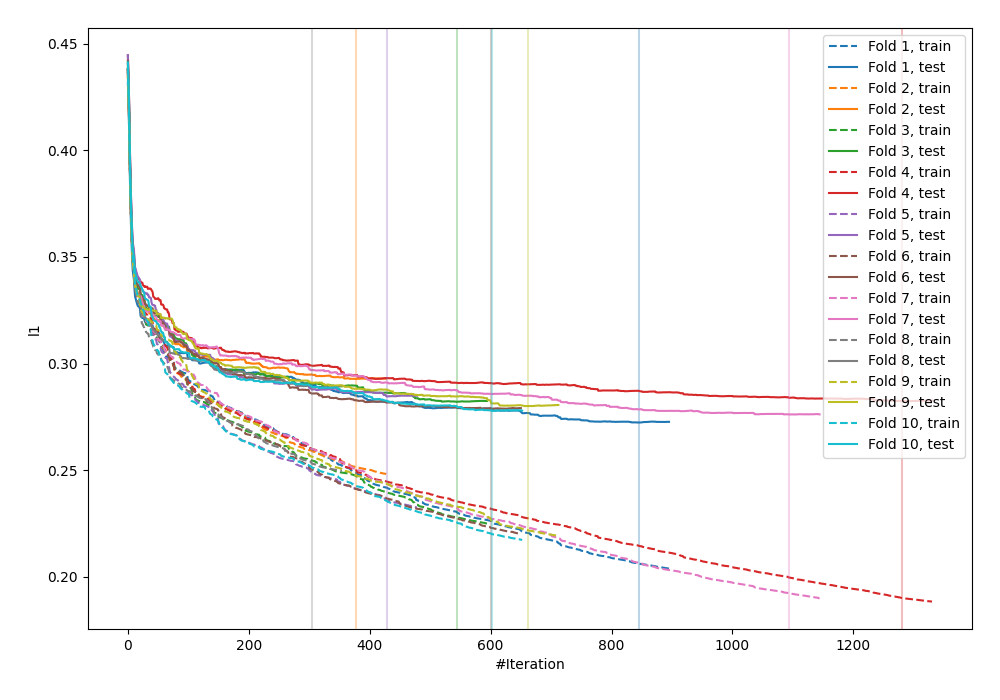 0.45
0.40
0.35
0.30
0.25
0.20
l1
0
200
400
600
800
1000
1200
#Iteration
Fold 1, train
Fold 1, test
Fold 2, train
Fold 2, test
Fold 3, train
Fold 3, test
Fold 4, train
Fold 4, test
Fold 5, train
Fold 5, test
Fold 6, train
Fold 6, test
Fold 7, train
Fold 7, test
Fold 8, train
Fold 8, test
Fold 9, train
Fold 9, test
Fold 10, train
Fold 10, test